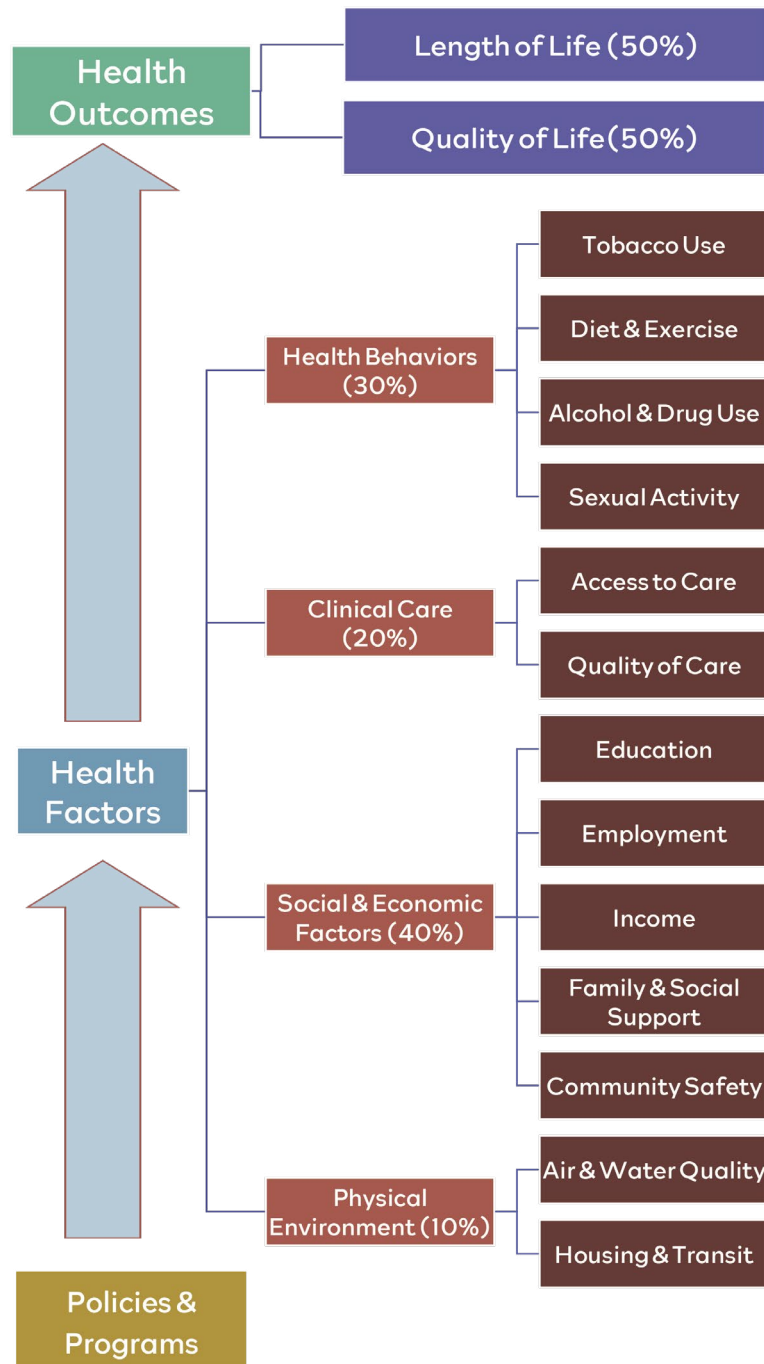 Health
Outcomes
Length of Life (50%)
Quality of Life (50%)
Tobacco Use
Diet & Exercise
Health Behaviors
(30%)
Alcohol & Drug Use
Sexual Activity
Access to Care
Clinical Care
(20%)
Quality of Care
Health
Factors
Education
Employment
Social & Economic
Factors (40%)
Income
Family & Social
Support
Community Safety
Physical
Environment (10%)
Air & Water Quality
Housing & Transit
Policies &
Programs